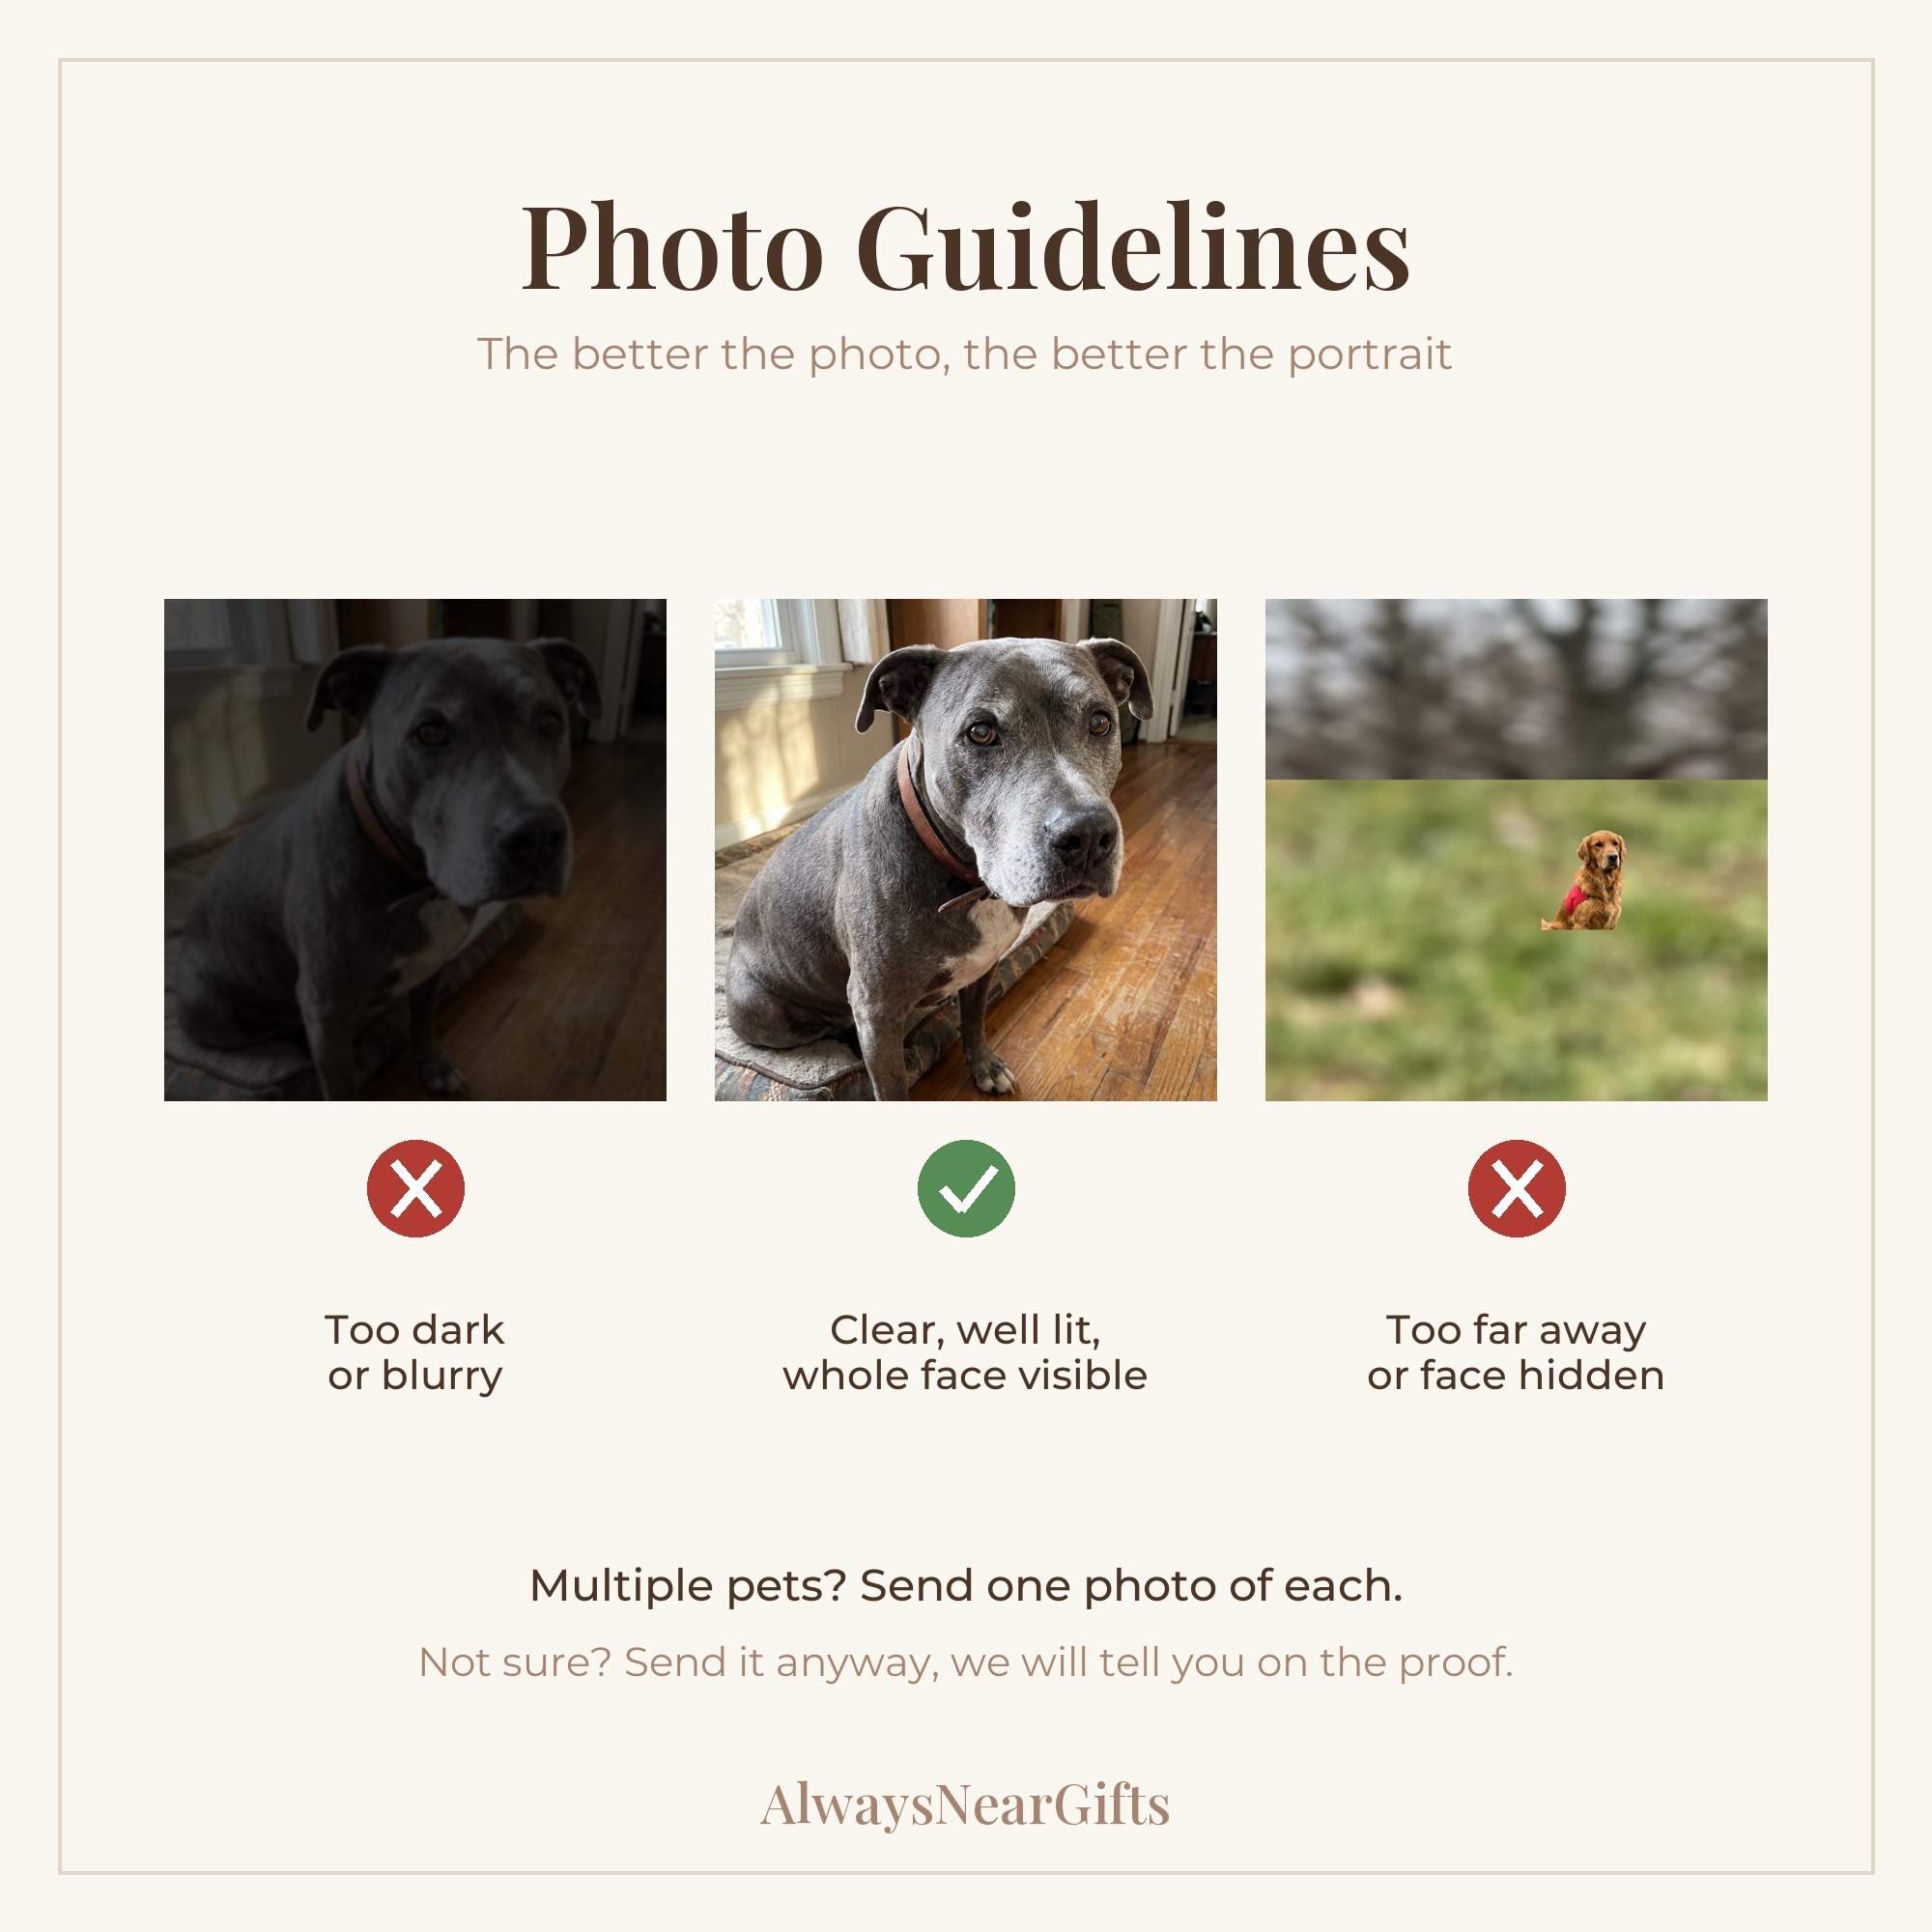 Photo Guidelines
The better the photo, the better the portrait
Too dark
or blurry
Clear, well lit,
whole face visible
Too far away
or face hidden
Multiple pets? Send one photo of each.
Not sure? Send it anyway, we will tell you on the proof.
AlwaysNearGifts